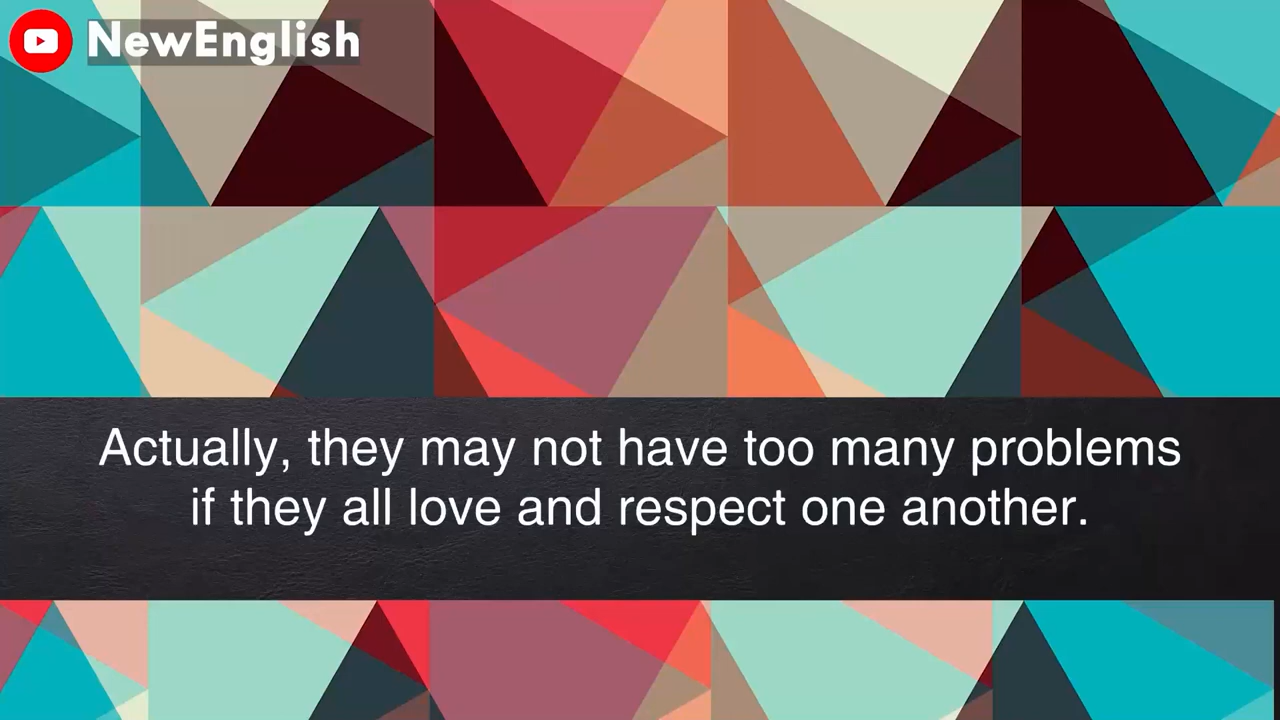 NewEnglish
Actually, they may not have too many problems
if they all love and respect one another.